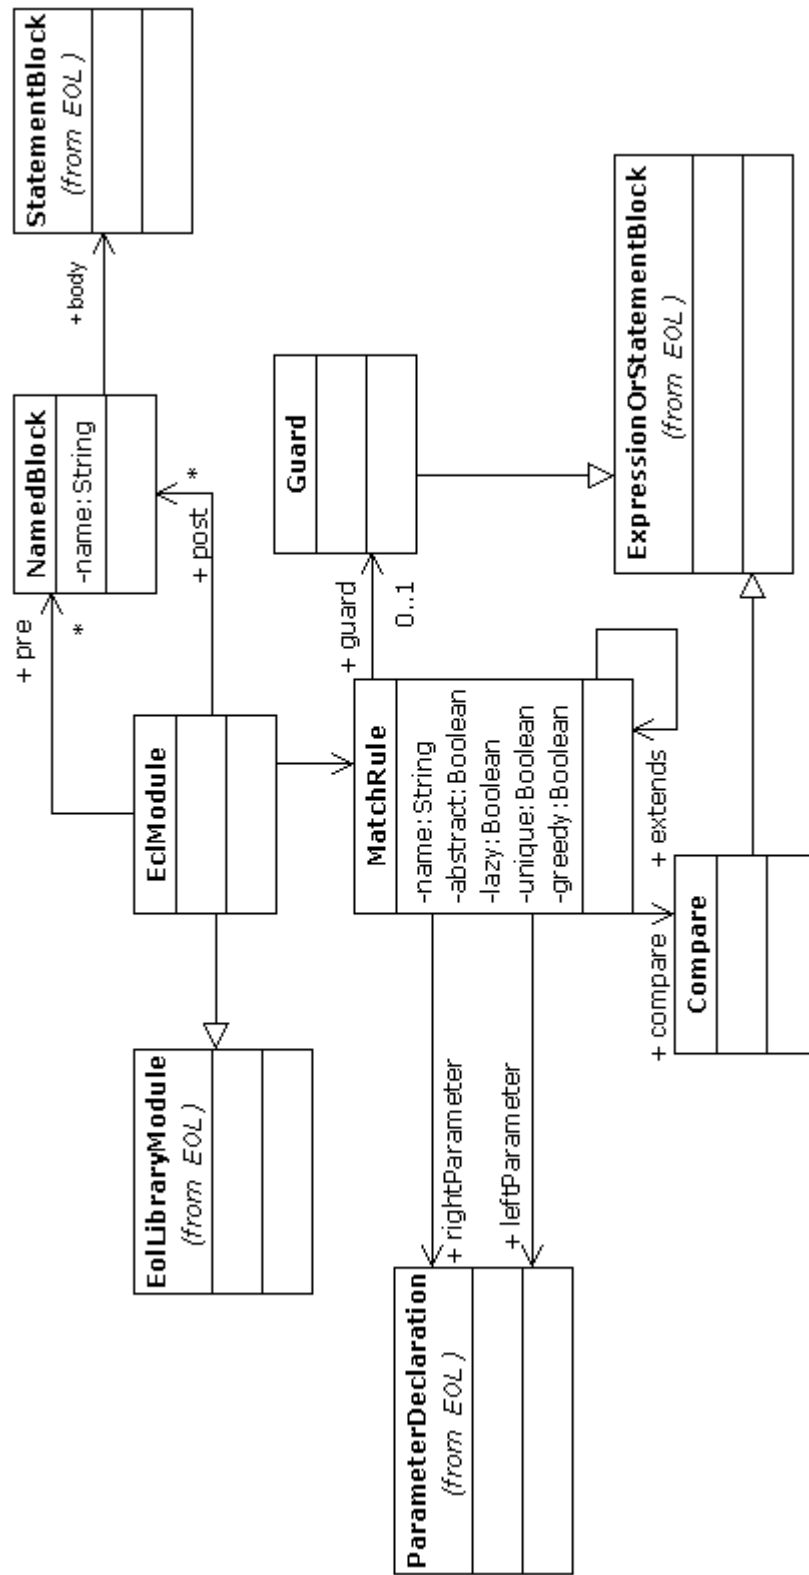 EolLibraryModule
(from EOL)
EclModule
+ pre
*
NamedBlock
-name:String
+ post
*
+body
StatementBlock
(from EOL)
ParameterDeclaration
(from EOL)
+ rightParameter
+ leftParameter
MatchRule
-name:String
-abstract:Boolean
-lazy:Boolean
-unique:Boolean
-greedy:Boolean
+ guard
0..1
Guard
+ extends
+ compare
Compare
ExpressionOrStatementBlock
(from EOL)